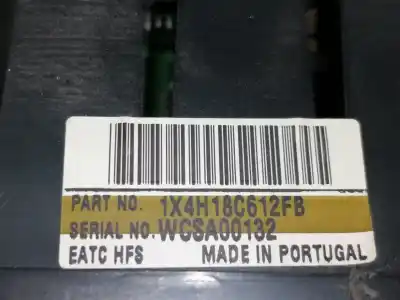 PART NO. 1X4H18C612FB
SERIAL NO. WCSA00132
EATC HFS MADE IN PORTUGAL